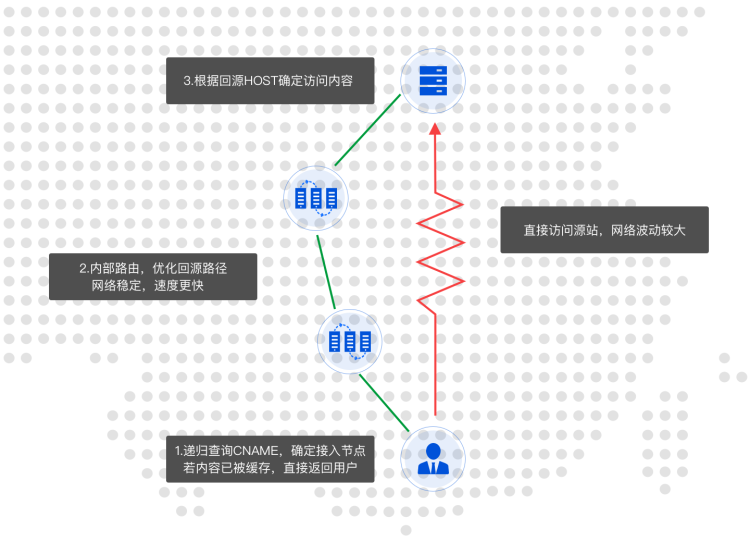 3.根据回源HOST确定访问内容
直接访问源站，网络波动较大
2.内部路由，优化回源路径
网络稳定，速度更快
1.递归查询CNAME，确定接入节点
若内容已被缓存，直接返回用户